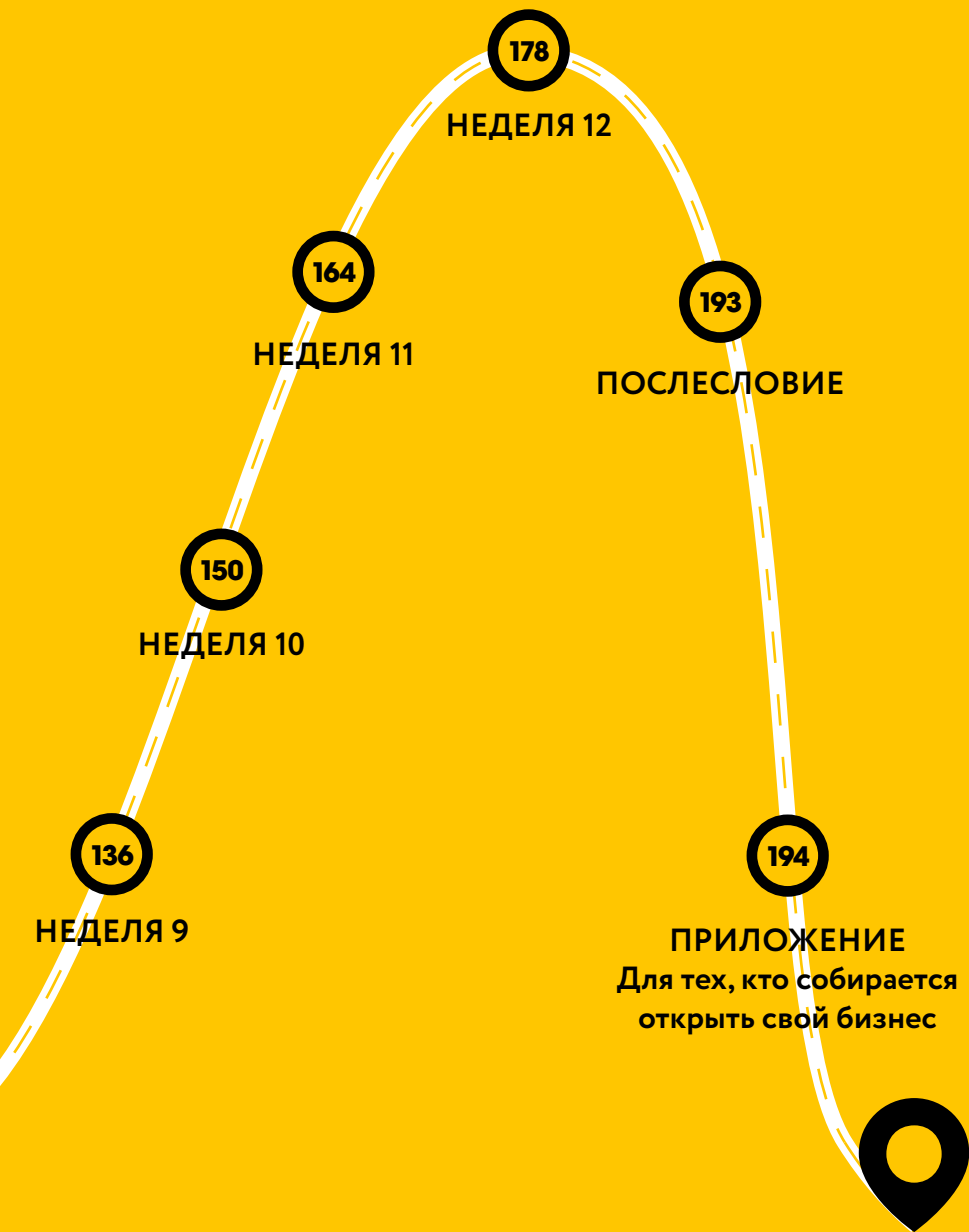 178
НЕДЕЛЯ 12
164
НЕДЕЛЯ 11
193
ПОСЛЕСЛОВИЕ
150
НЕДЕЛЯ 10
136
НЕДЕЛЯ 9
194
ПРИЛОЖЕНИЕ
Для тех, кто собирается
открыть свой бизнес